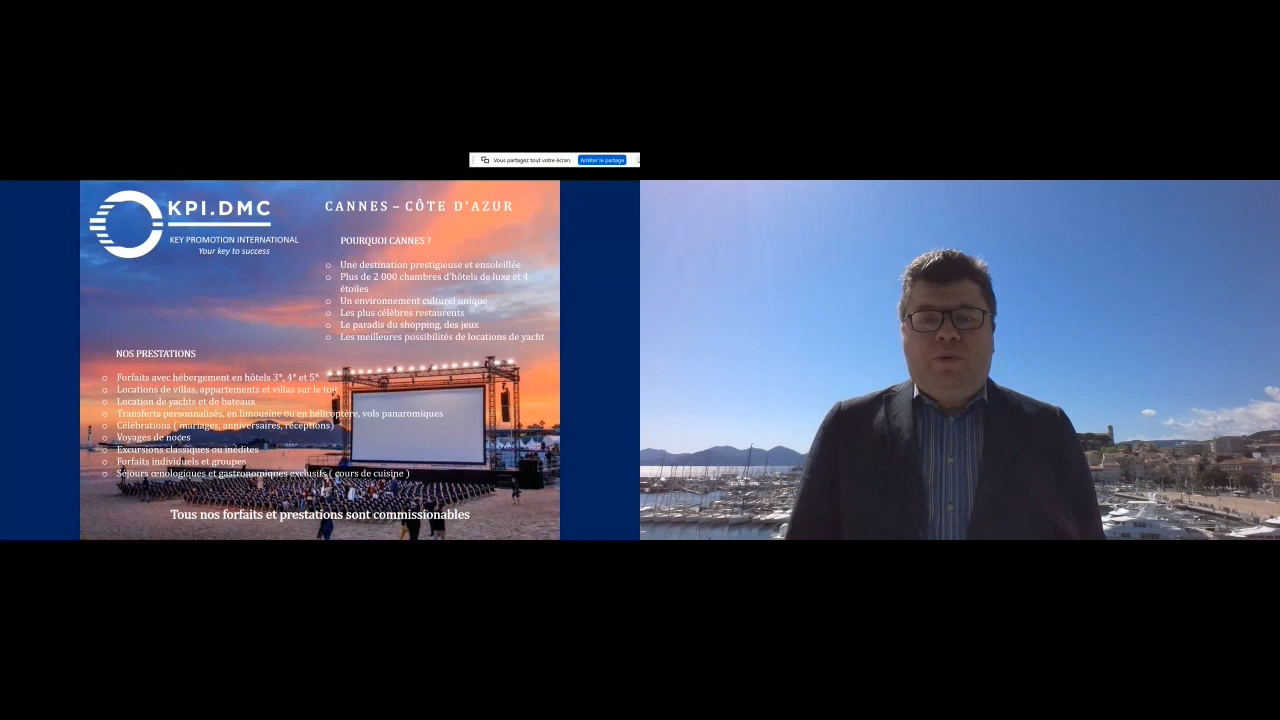 Vous partagez tout votre écran.
Arrêter le partage
KPI.DMC
KEY PROMOTION INTERNATIONAL
Your key to success
CANNES – CÔTE D'AZUR
POURQUOI CANNES ?
o Une destination prestigieuse et ensoleillée
o Plus de 2 000 chambres d'hôtels de luxe et 4
étoiles
o Un environnement culturel unique
o Les plus célèbres restaurents
o Le paradis du shopping, des jeux
o Les meilleures possibilités de locations de yacht
NOS PRESTATIONS
o Forfaits avec hébergement en hôtels 3*, 4* et 5*
o Locations de villas, appartements et villas sur le toit
o Location de yachts et de bateaux
o Transferts personnalisés, en limousine ou en hélicoptère, vols panaromiques
o Célébrations ( mariages, anniversaires, réceptions)
o Voyages de noces
o Excursions classiques ou inédites
o Forfaits individuels et groupes
o Séjours œnologiques et gastronomiques exclusifs ( cours de cuisine )
Tous nos forfaits et prestations sont commissionables